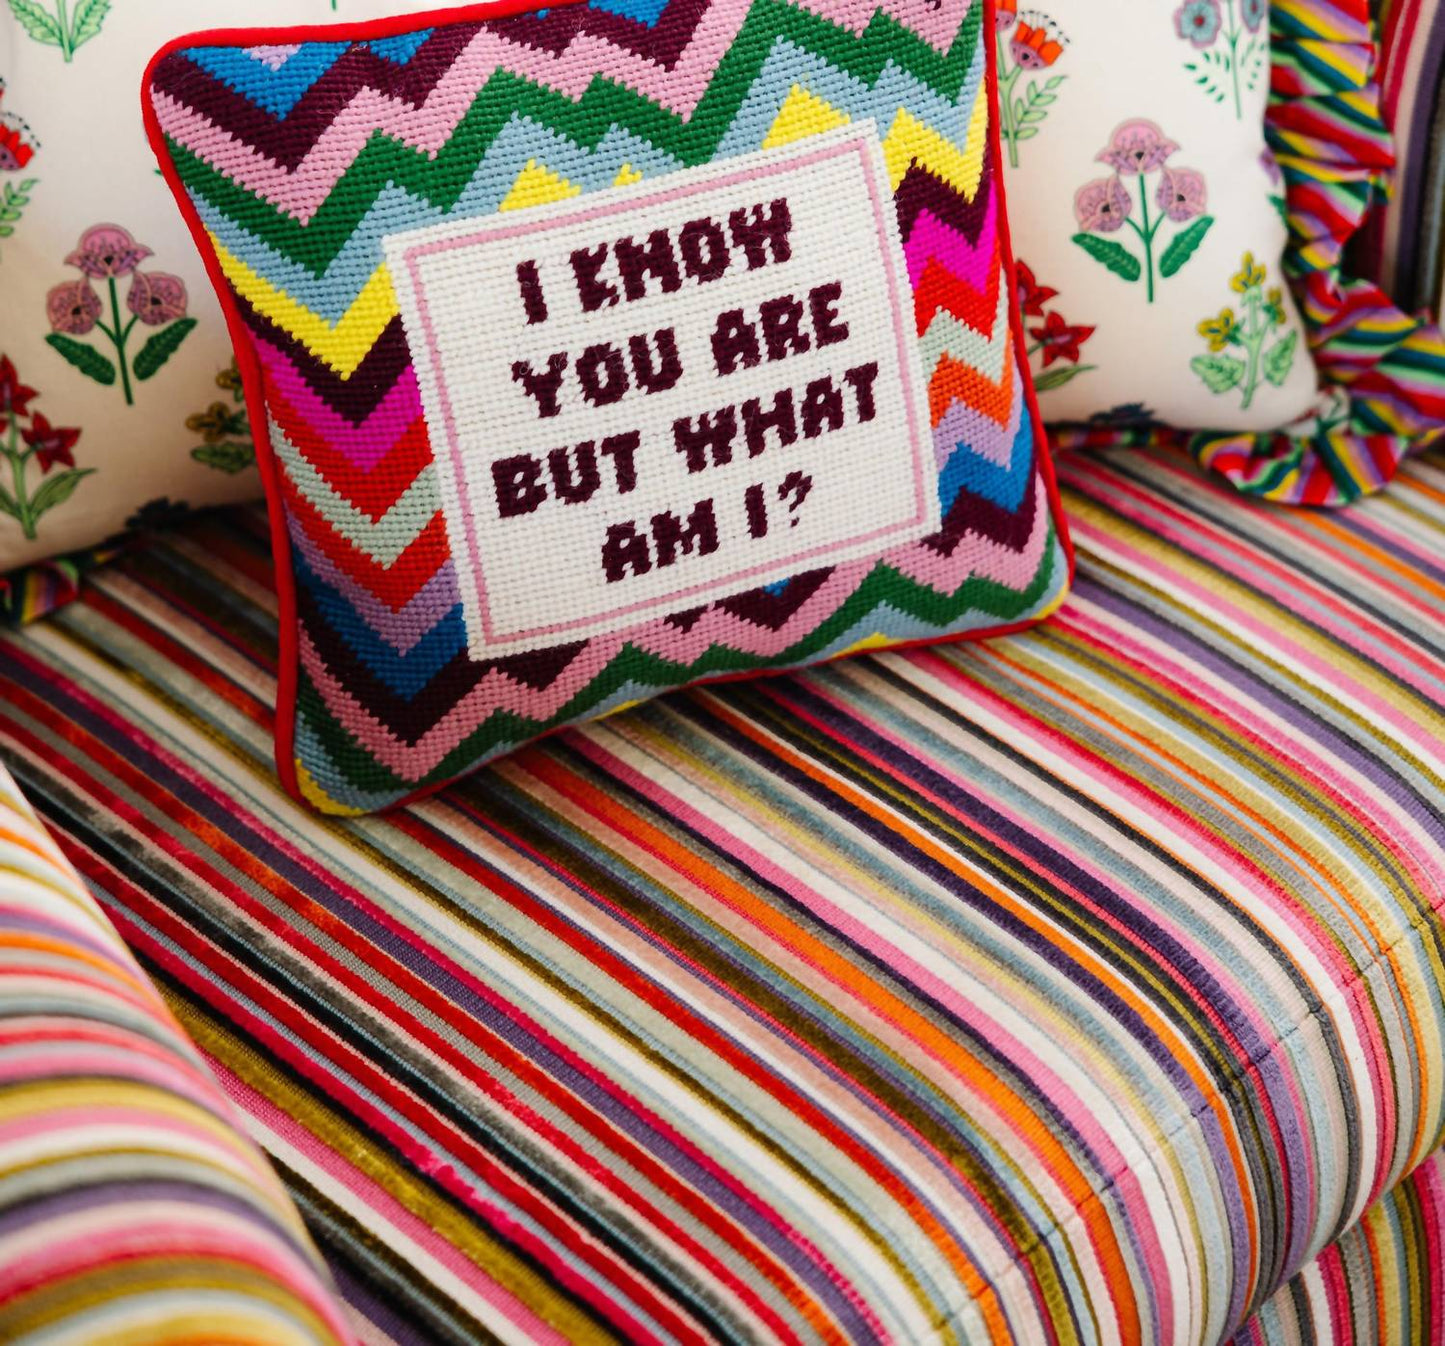 I KNOW
YOU ARE
BUT WHAT
AM I?